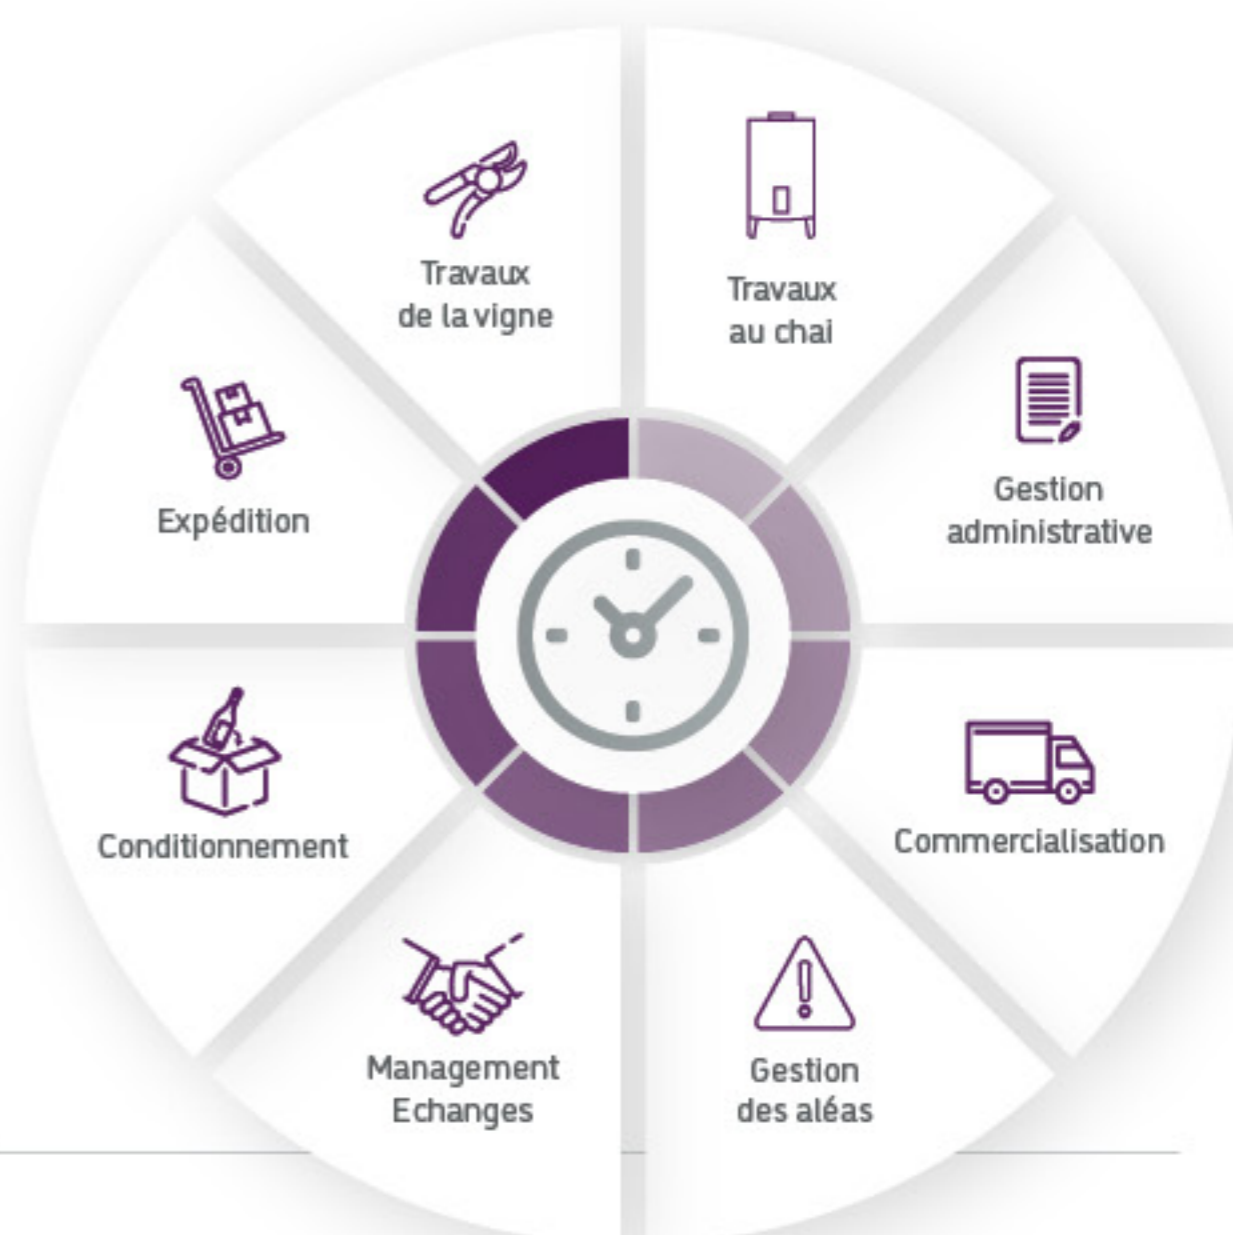 Travaux
de la vigne
Travaux
au chai
Gestion
administrative
Expédition
Commercialisation
Conditionnement
Management
Echanges
Gestion
des aléas